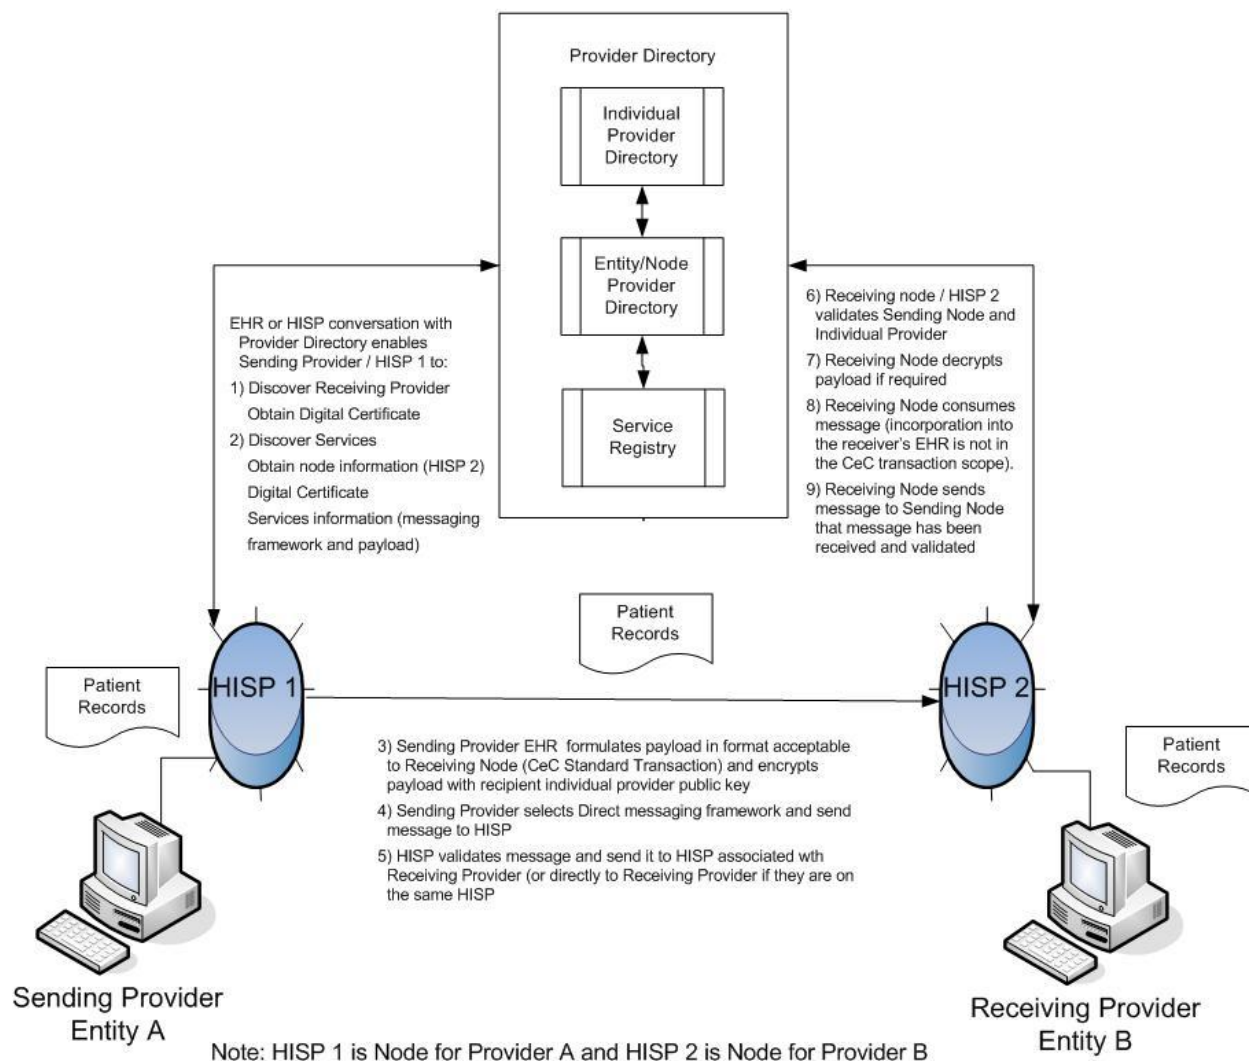 Provider Directory
Individual
Provider
Directory
Entity/Node
Provider
Directory
Service
Registry
EHR or HISP conversation with
Provider Directory enables
Sending Provider / HISP 1 to:
1) Discover Receiving Provider
Obtain Digital Certificate
2) Discover Services
Obtain node information (HISP 2)
Digital Certificate
Services information (messaging
framework and payload)
6) Receiving node / HISP 2
validates Sending Node and
Individual Provider
7) Receiving Node decrypts
payload if required
8) Receiving Node consumes
message (incorporation into
the receiver's EHR is not in
the CeC transaction scope).
9) Receiving Node sends
message to Sending Node
that message has been
received and validated
Patient
Records
Patient
Records
HISP 1
HISP 2
Patient
Records
3) Sending Provider EHR formulates payload in format acceptable
to Receiving Node (CeC Standard Transaction) and encrypts
payload with recipient individual provider public key
4) Sending Provider selects Direct messaging framework and send
message to HISP
5) HISP validates message and send it to HISP associated wth
Receiving Provider (or directly to Receiving Provider if they are on
the same HISP
Sending Provider
Entity A
Receiving Provider
Entity B
Note: HISP 1 is Node for Provider A and HISP 2 is Node for Provider B